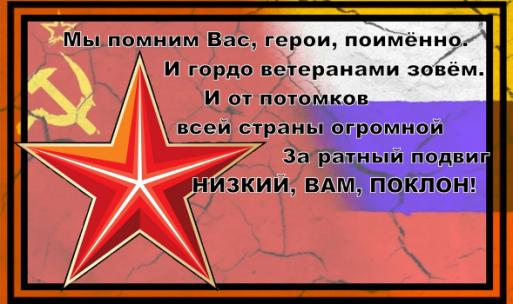 Мы помним Вас, герои, поимённо.
И гордо ветеранами зовём.
И от потомков
всей страны огромной
За ратный подвиг
НИЗКИЙ, ВАМ, ПОКЛОН!